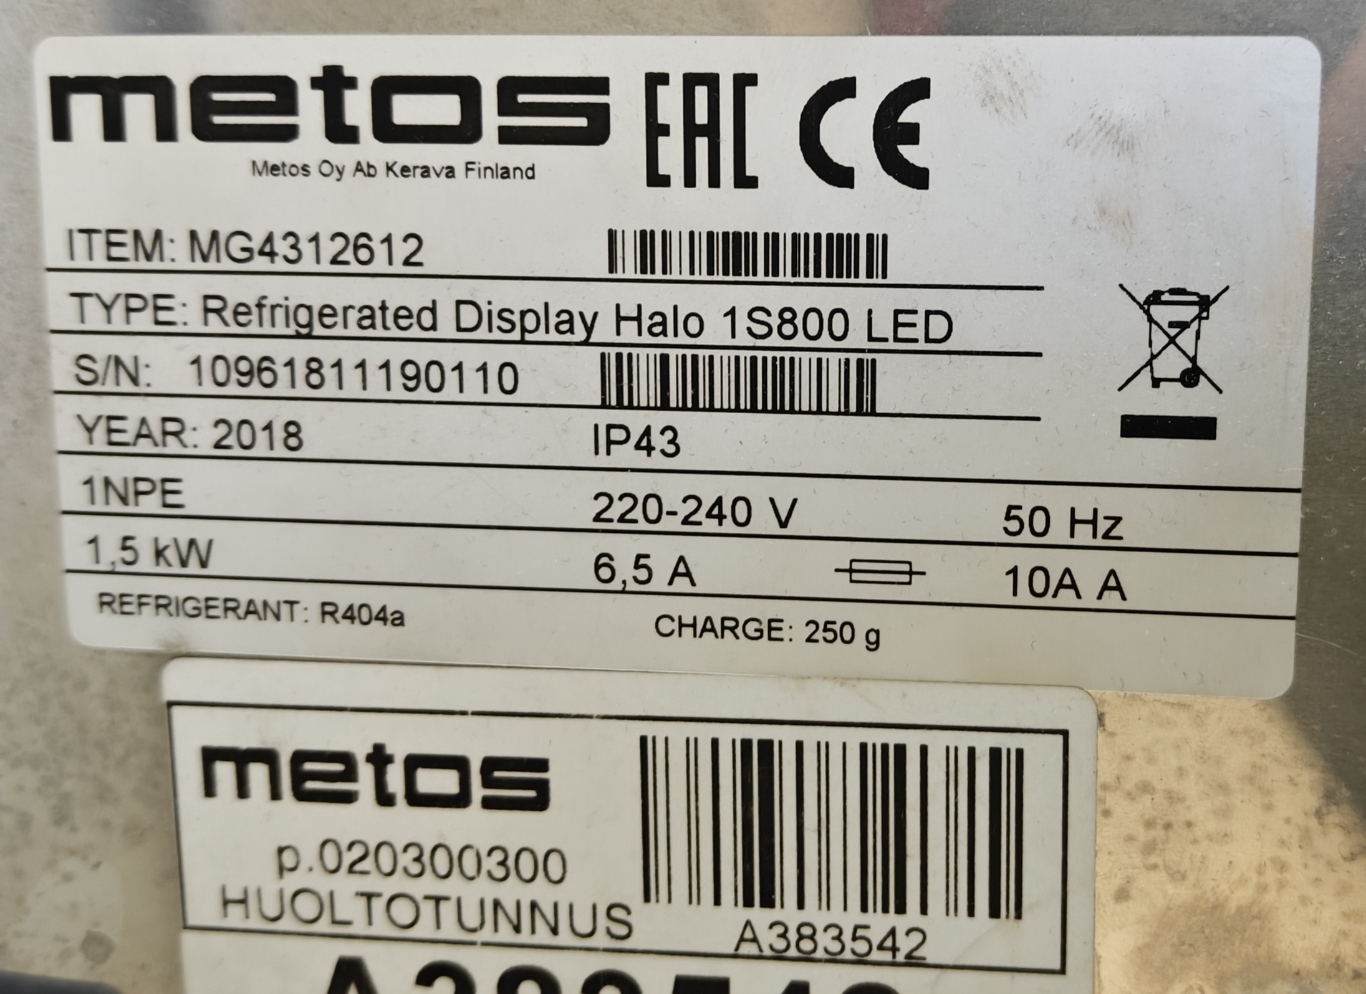 metos EAC CE
Metos Oy Ab Kerava Finland
ITEM: MG4312612
TYPE: Refrigerated Display Halo 1S800 LED
S/N: 10961811190110
YEAR: 2018 IP43
1NPE 220-240 V 50 Hz
1,5 kW 6,5 A 10A A
REFRIGERANT: R404a CHARGE: 250 g
metos
p.020300300
HUOLTOTUNNUS
A383542